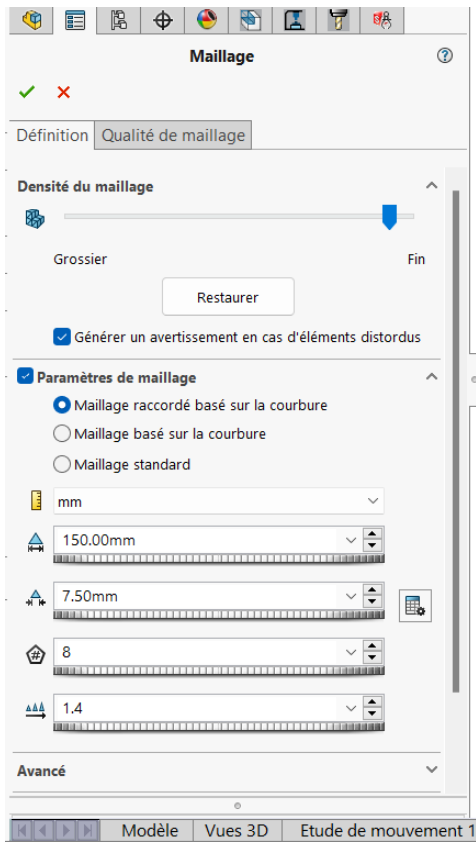 Maillage
Définition Qualité de maillage
Densité du maillage
Grossier Fin
Restaurer
Générer un avertissement en cas d'éléments distordus
Paramètres de maillage
Maillage raccordé basé sur la courbure
Maillage basé sur la courbure
Maillage standard
mm
150.00mm
7.50mm
8
1.4
Avancé
Modèle Vues 3D Etude de mouvement 1